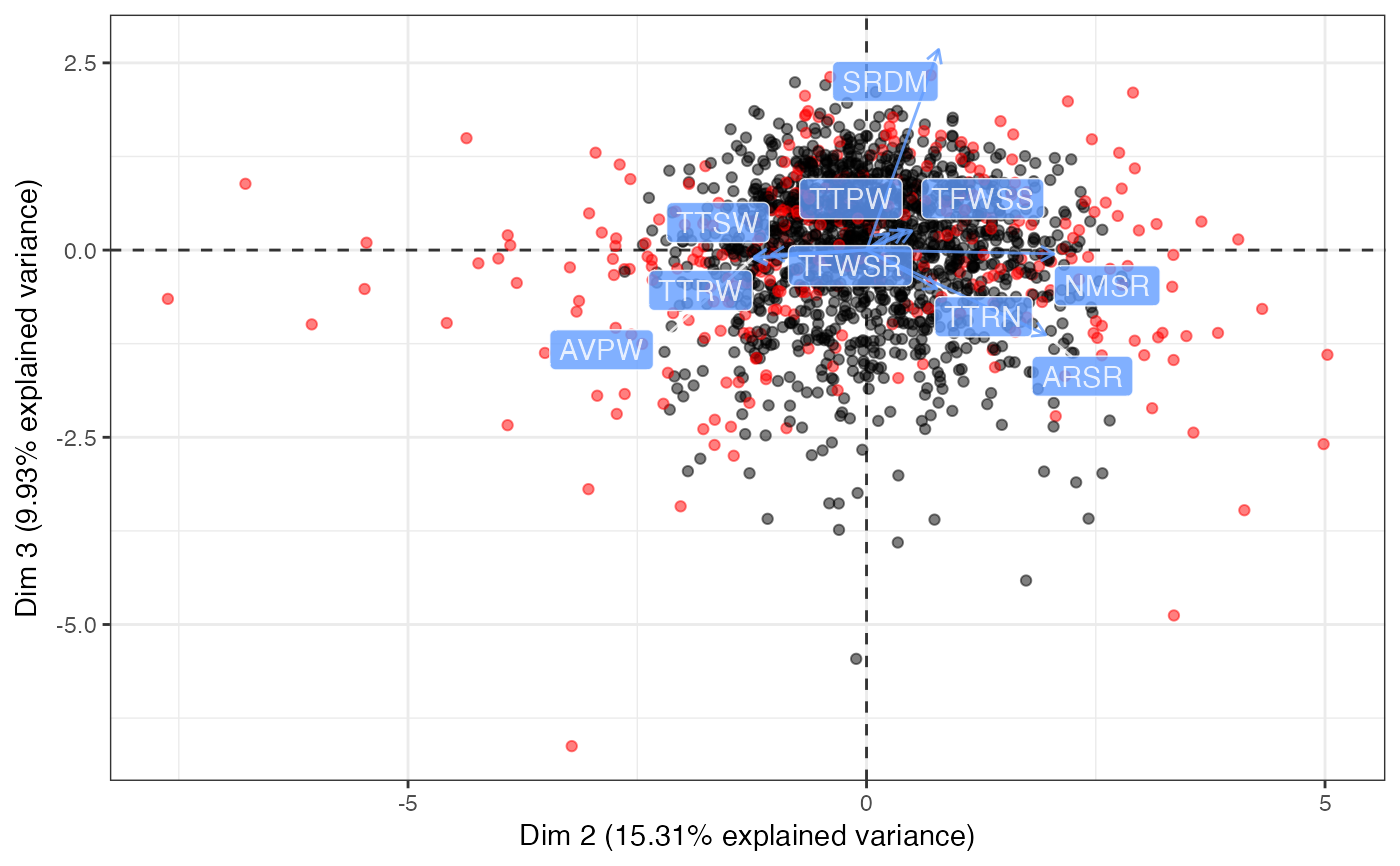 2.5
SRDM
TTPW
TFWSS
TTSW
0.0
TFWSR
TTRW
NMSR
TTRN
AVPW
ARSR
-2.5
-5.0
-5
0
5
Dim 2 (15.31% explained variance)
Dim 3 (9.93% explained variance)